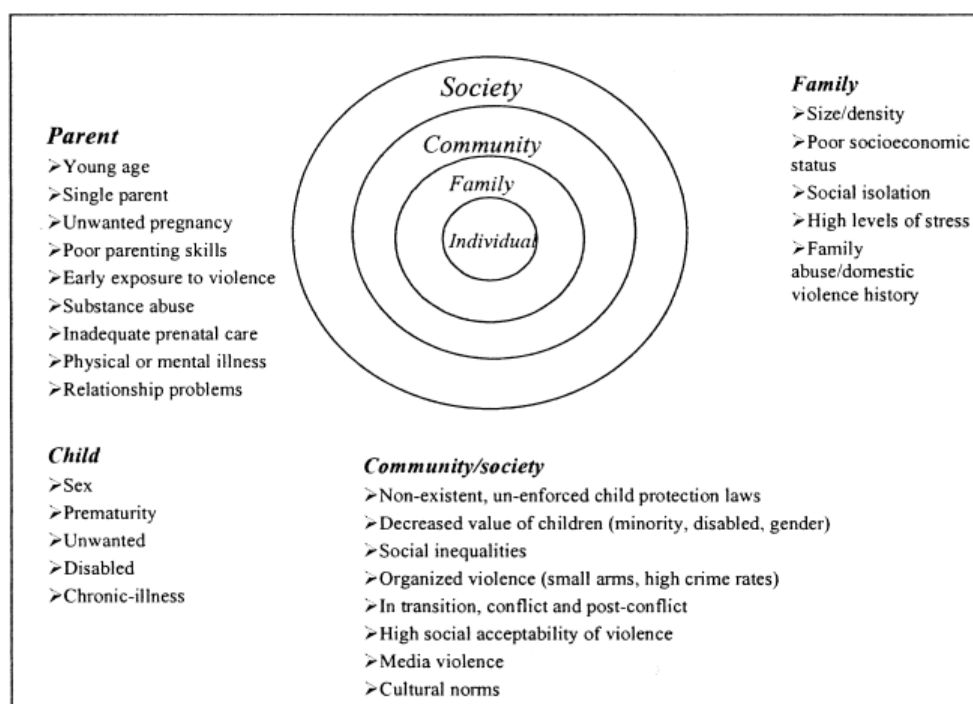 Society
Community
Family
Individual
Parent
➢Young age
➢Single parent
➢Unwanted pregnancy
➢Poor parenting skills
➢Early exposure to violence
➢Substance abuse
➢Inadequate prenatal care
➢Physical or mental illness
➢Relationship problems
Family
➢Size/density
➢Poor socioeconomic
status
➢Social isolation
➢High levels of stress
➢Family
abuse/domestic
violence history
Child
➢Sex
➢Prematurity
➢Unwanted
➢Disabled
➢Chronic-illness
Community/society
➢Non-existent, un-enforced child protection laws
➢Decreased value of children (minority, disabled, gender)
➢Social inequalities
➢Organized violence (small arms, high crime rates)
➢In transition, conflict and post-conflict
➢High social acceptability of violence
➢Media violence
➢Cultural norms